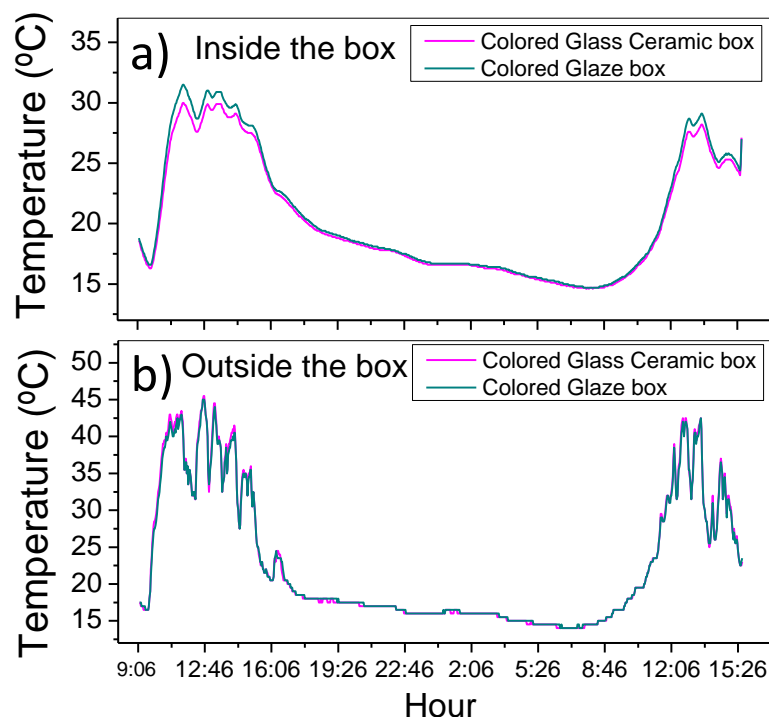 a) Inside the box
Colored Glass Ceramic box
Colored Glaze box
Temperature (ºC)
35
30
25
20
15
b) Outside the box
Colored Glass Ceramic box
Colored Glaze box
Temperature (ºC)
50
45
40
35
30
25
20
15
9:06 12:46 16:06 19:26 22:46 2:06 5:26 8:46 12:06 15:26
Hour